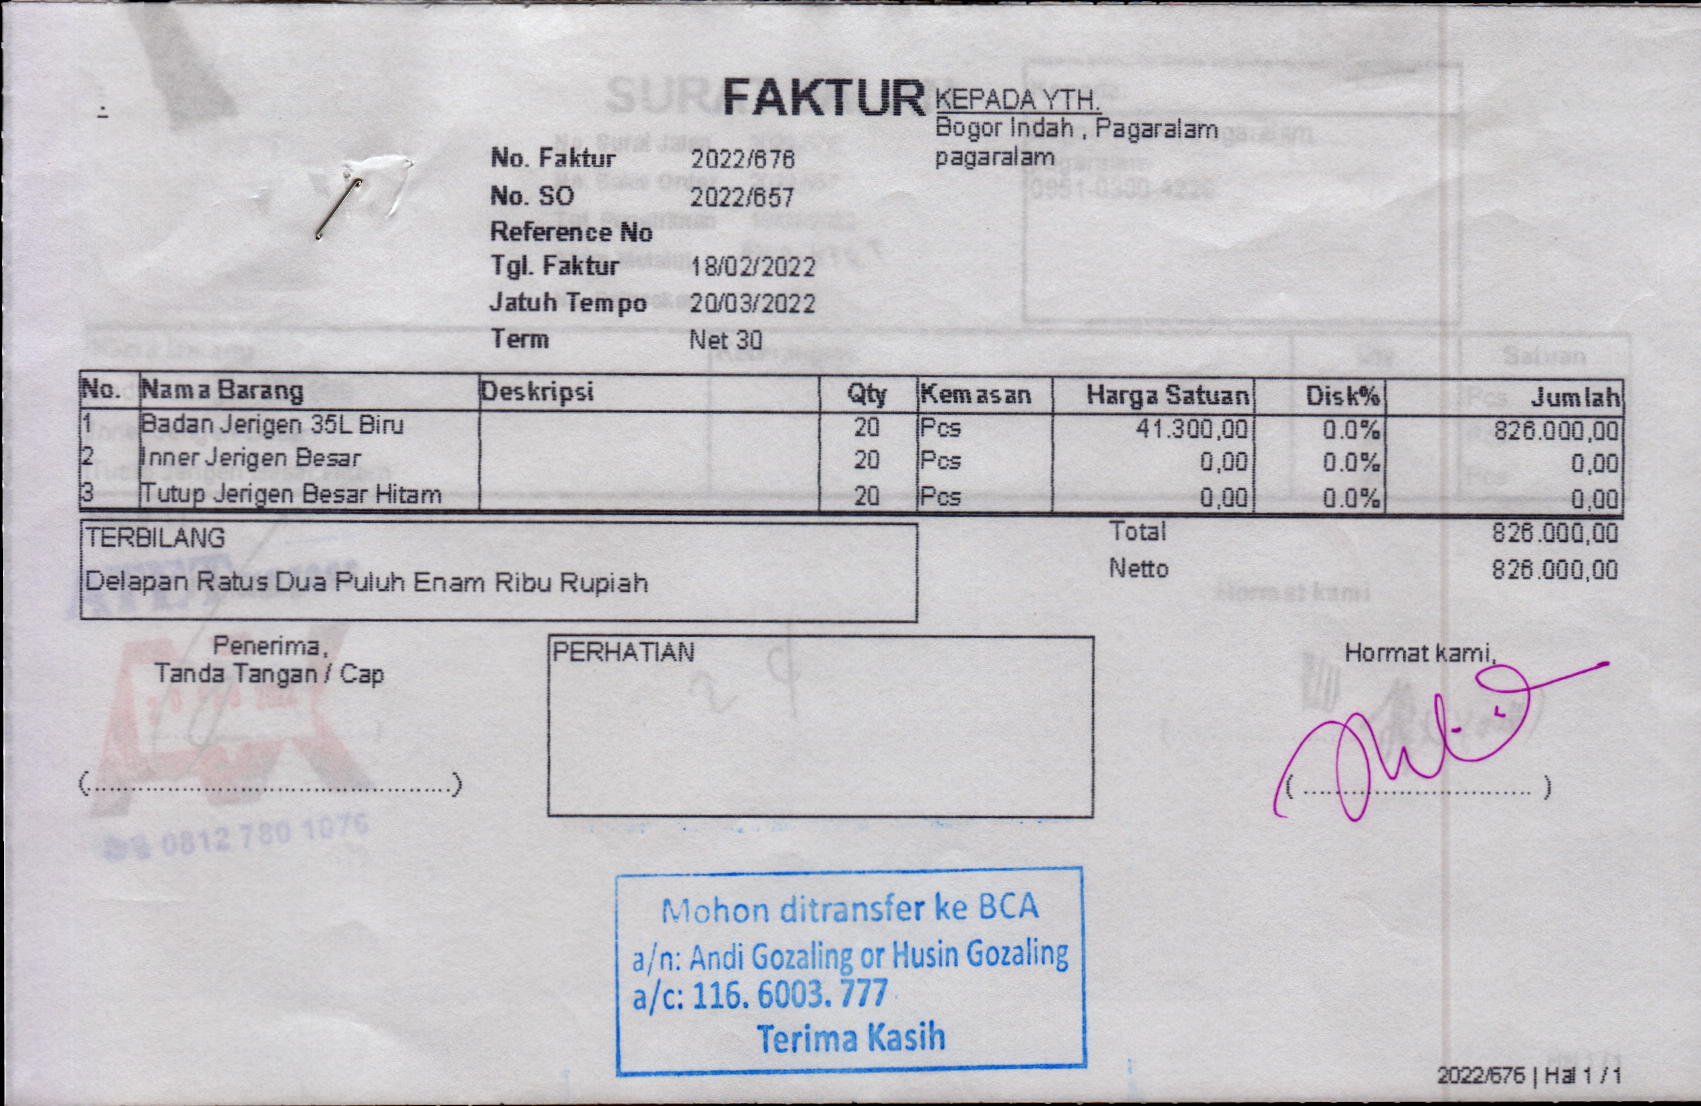 FAKTUR
KEPADA YTH.
Bogor Indah , Pagaralam
pagaralam
No. Faktur 2022/676
No. SO 2022/657
Reference No
Tgl. Faktur 18/02/2022
Jatuh Tempo 20/03/2022
Term Net 30
No. Nama Barang Deskripsi Qty Kemasan Harga Satuan Disk% Jumlah
1 Badan Jerigen 35L Biru 20 Pcs 41.300,00 0.0% 826.000,00
2 Inner Jerigen Besar 20 Pcs 0,00 0.0% 0,00
3 Tutup Jerigen Besar Hitam 20 Pcs 0,00 0.0% 0,00
Total 826.000,00
Netto 826.000,00
TERBILANG
Delapan Ratus Dua Puluh Enam Ribu Rupiah
Penerima,
Tanda Tangan / Cap
(...............................................)
PERHATIAN
Hormat kami,
( ............................. )
0812 780 1076
Mohon ditransfer ke BCA
a/n: Andi Gozaling or Husin Gozaling
a/c: 116. 6003. 777
Terima Kasih
2022/676 | Hal 1 / 1